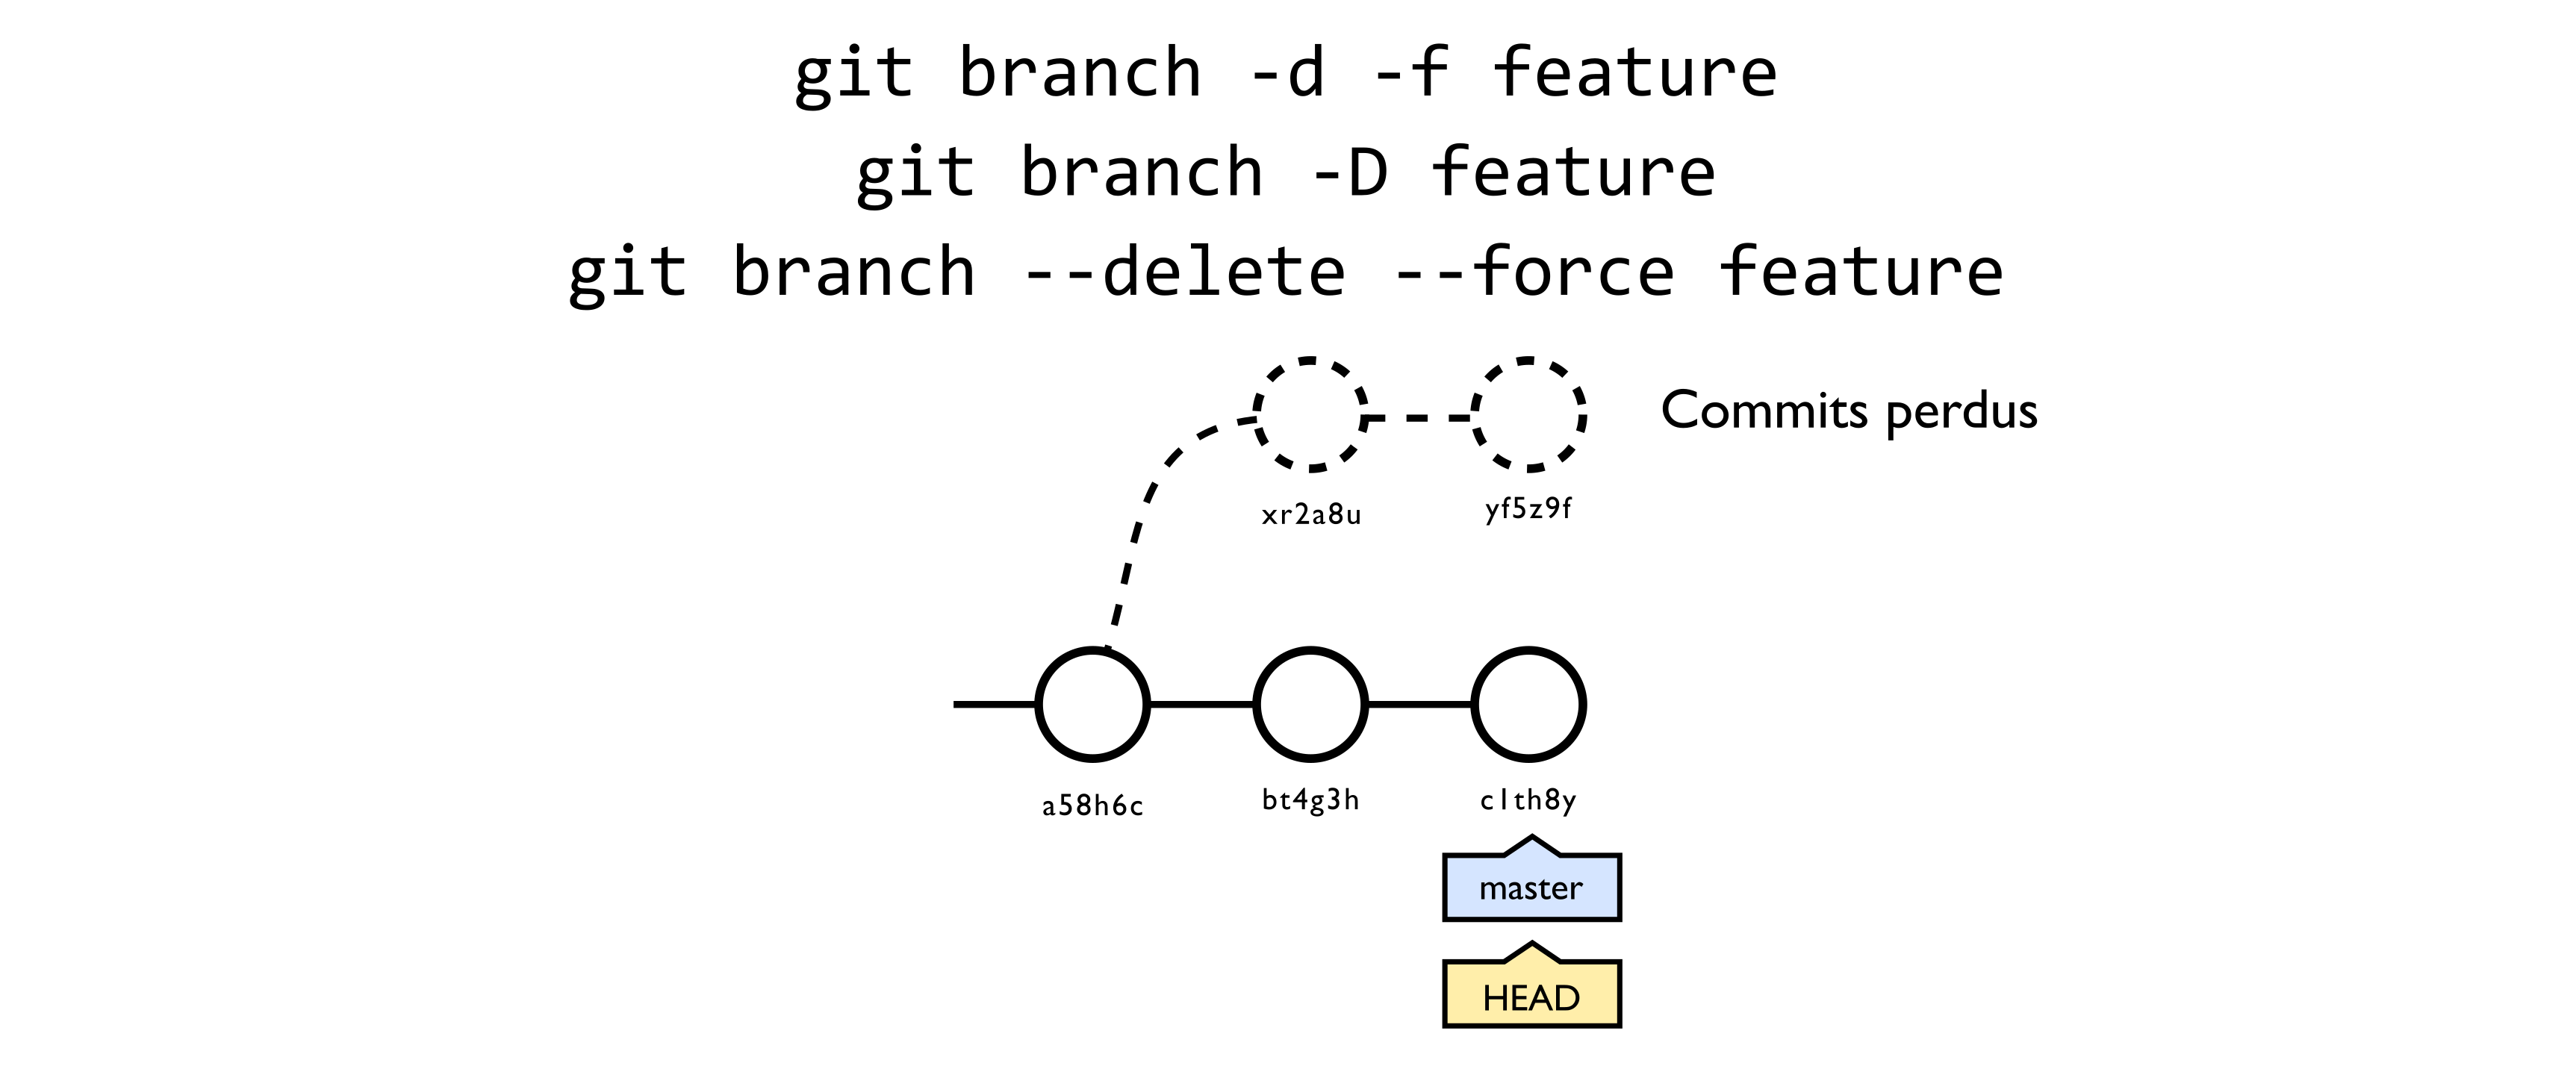 git branch -d -f feature
git branch -D feature
git branch --delete --force feature
Commits perdus
xr2a8u
yf5z9f
a58h6c
bt4g3h
c1th8y
master
HEAD